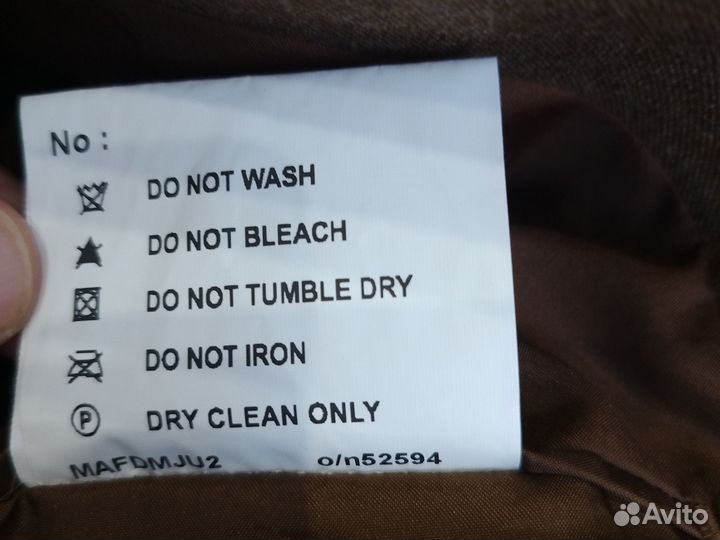 No :
DO NOT WASH
DO NOT BLEACH
DO NOT TUMBLE DRY
DO NOT IRON
P DRY CLEAN ONLY
MAFDMJU2 o/n52594
Avito